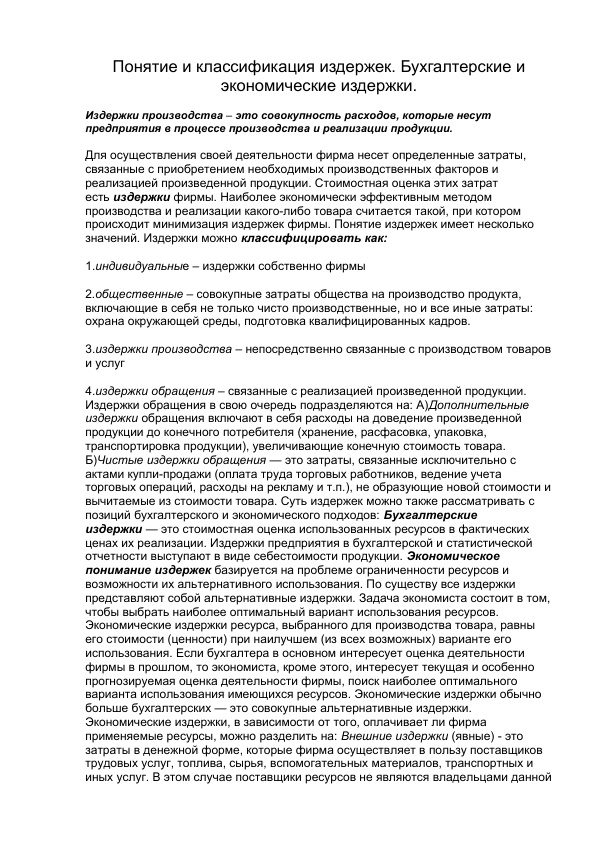 Понятие и классификация издержек. Бухгалтерские и
экономические издержки.
Издержки производства – это совокупность расходов, которые несут
предприятия в процессе производства и реализации продукции.
Для осуществления своей деятельности фирма несет определенные затраты,
связанные с приобретением необходимых производственных факторов и
реализацией произведенной продукции. Стоимостная оценка этих затрат
есть издержки фирмы. Наиболее экономически эффективным методом
производства и реализации какого-либо товара считается такой, при котором
происходит минимизация издержек фирмы. Понятие издержек имеет несколько
значений. Издержки можно классифицировать как:
1.индивидуальные – издержки собственно фирмы
2.общественные – совокупные затраты общества на производство продукта,
включающие в себя не только чисто производственные, но и все иные затраты:
охрана окружающей среды, подготовка квалифицированных кадров.
3.издержки производства – непосредственно связанные с производством товаров
и услуг
4.издержки обращения – связанные с реализацией произведенной продукции.
Издержки обращения в свою очередь подразделяются на: А)Дополнительные
издержки обращения включают в себя расходы на доведение произведенной
продукции до конечного потребителя (хранение, расфасовка, упаковка,
транспортировка продукции), увеличивающие конечную стоимость товара.
Б)Чистые издержки обращения — это затраты, связанные исключительно с
актами купли-продажи (оплата труда торговых работников, ведение учета
торговых операций, расходы на рекламу и т.п.), не образующие новой стоимости и
вычитаемые из стоимости товара. Суть издержек можно также рассматривать с
позиций бухгалтерского и экономического подходов: Бухгалтерские
издержки — это стоимостная оценка использованных ресурсов в фактических
ценах их реализации. Издержки предприятия в бухгалтерской и статистической
отчетности выступают в виде себестоимости продукции. Экономическое
понимание издержек базируется на проблеме ограниченности ресурсов и
возможности их альтернативного использования. По существу все издержки
представляют собой альтернативные издержки. Задача экономиста состоит в том,
чтобы выбрать наиболее оптимальный вариант использования ресурсов.
Экономические издержки ресурса, выбранного для производства товара, равны
его стоимости (ценности) при наилучшем (из всех возможных) варианте его
использования. Если бухгалтера в основном интересует оценка деятельности
фирмы в прошлом, то экономиста, кроме этого, интересует текущая и особенно
прогнозируемая оценка деятельности фирмы, поиск наиболее оптимального
варианта использования имеющихся ресурсов. Экономические издержки обычно
больше бухгалтерских — это совокупные альтернативные издержки.
Экономические издержки, в зависимости от того, оплачивает ли фирма
применяемые ресурсы, можно разделить на: Внешние издержки (явные) - это
затраты в денежной форме, которые фирма осуществляет в пользу поставщиков
трудовых услуг, топлива, сырья, вспомогательных материалов, транспортных и
иных услуг. В этом случае поставщики ресурсов не являются владельцами данной